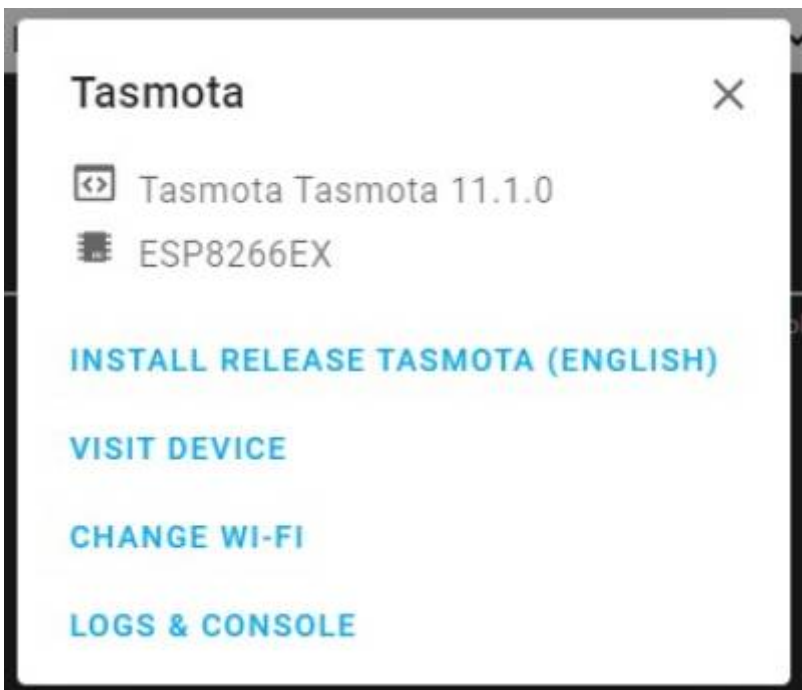 Tasmota
Tasmota Tasmota 11.1.0
ESP8266EX
INSTALL RELEASE TASMOTA (ENGLISH)
VISIT DEVICE
CHANGE WI-FI
LOGS & CONSOLE